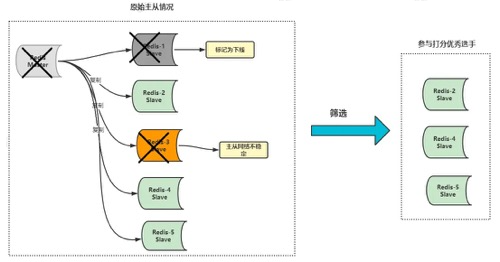 原始主从情况
Redis
Master
Redis-1
Slave
标记为下线
复制
Redis-2
Slave
复制
复制
Redis-3
Slave
主从网络不稳
定
Redis-4
Slave
Redis-5
Slave
筛选
参与打分优秀选手
Redis-2
Slave
Redis-4
Slave
Redis-5
Slave